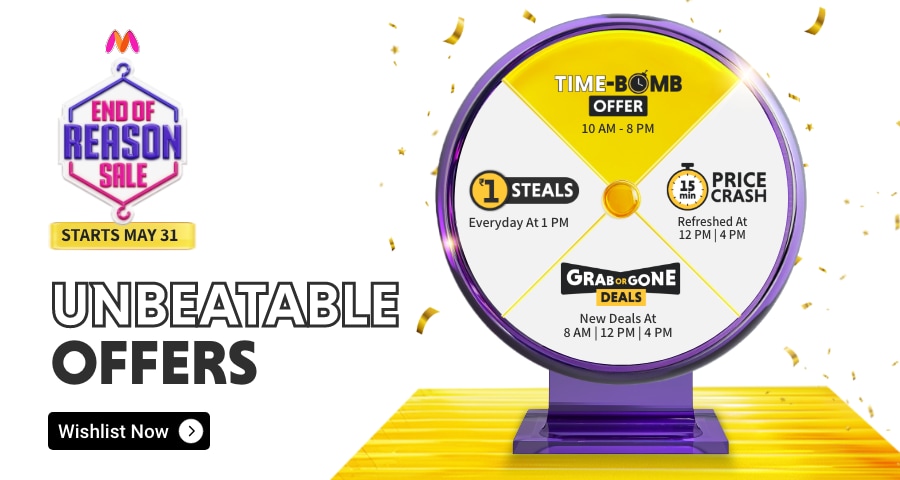 END OF
REASON
SALE
STARTS MAY 31
UNBEATABLE
OFFERS
Wishlist Now
TIME-BOMB
OFFER
10 AM - 8 PM
₹1 STEALS
Everyday At 1 PM
15 min PRICE CRASH
Refreshed At
12 PM | 4 PM
GRAB OR GONE
DEALS
New Deals At
8 AM | 12 PM | 4 PM